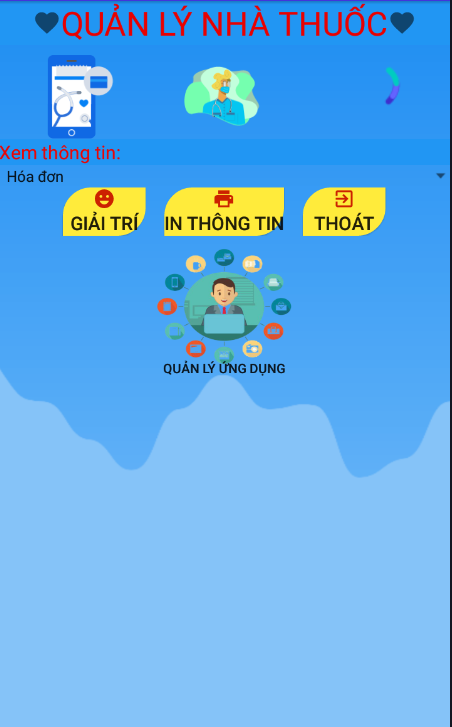 QUẢN LÝ NHÀ THUỐC
Xem thông tin:
Hóa đơn
GIẢI TRÍ
IN THÔNG TIN
THOÁT
QUẢN LÝ ỨNG DỤNG